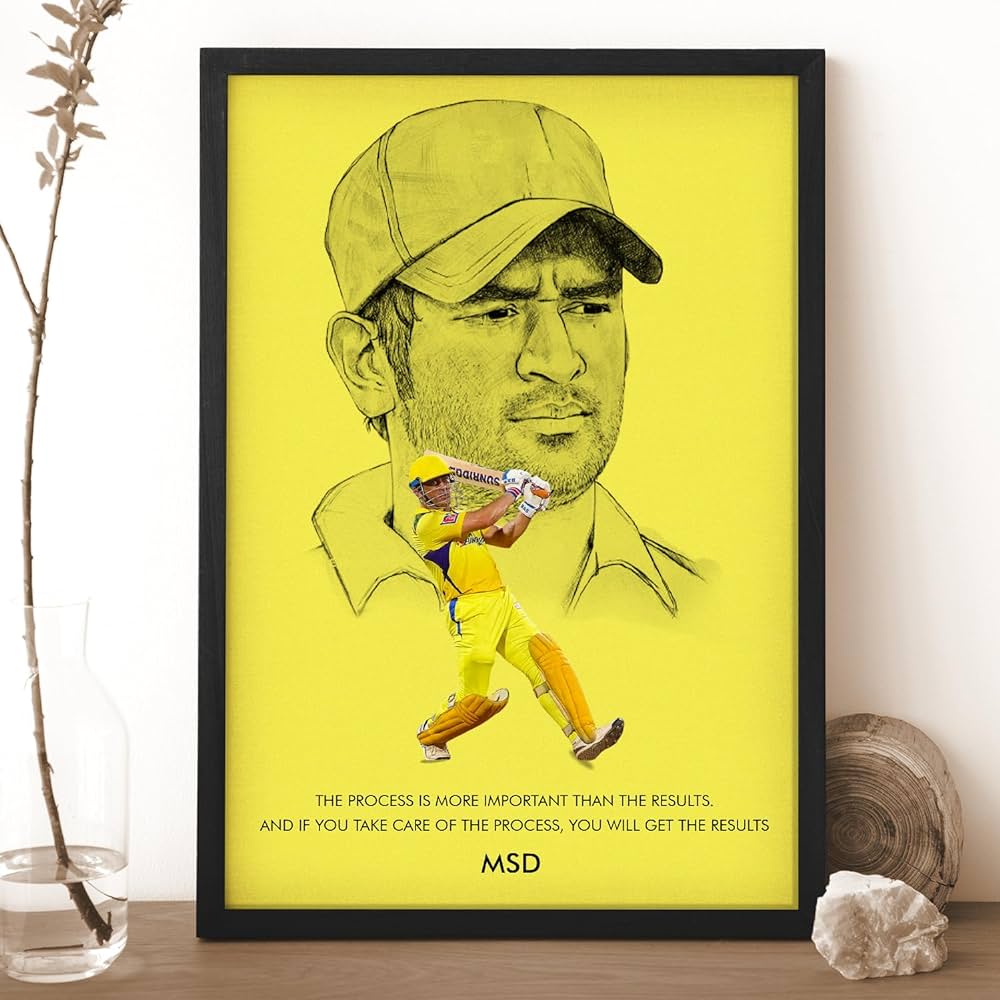 SUNRIDGES
THE PROCESS IS MORE IMPORTANT THAN THE RESULTS.
AND IF YOU TAKE CARE OF THE PROCESS, YOU WILL GET THE RESULTS
MSD